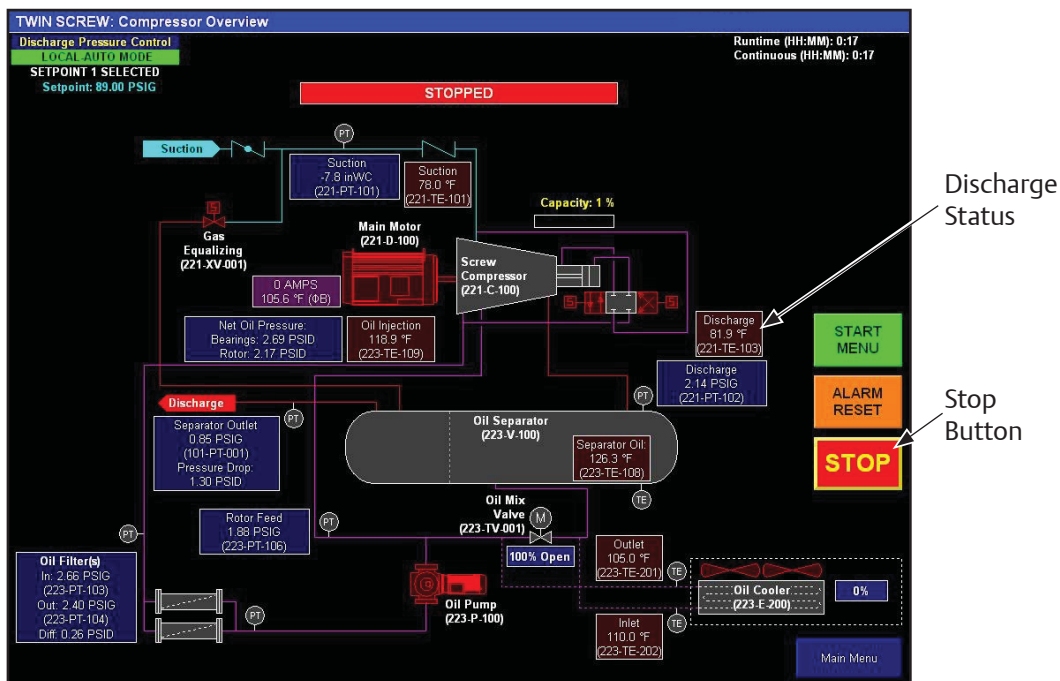 TWIN SCREW: Compressor Overview
Discharge Pressure Control
LOCAL-AUTO MODE
SETPOINT 1 SELECTED
Setpoint: 89.00 PSIG
Runtime (HH:MM): 0:17
Continuous (HH:MM): 0:17
STOPPED
PT
Suction
Suction
-7.8 inWC
(221-PT-101)
Suction
78.0 °F
(221-TE-101)
Capacity: 1 %
S
Gas
Equalizing
(221-XV-001)
Main Motor
(221-D-100)
Screw
Compressor
(221-C-100)
0 AMPS
105.6 °F (ΦB)
S
S
Net Oil Pressure:
Bearings: 2.69 PSID
Rotor: 2.17 PSID
Oil Injection
118.9 °F
(223-TE-109)
Discharge
81.9 °F
(221-TE-103)
Discharge
2.14 PSIG
(221-PT-102)
Discharge
Status
START
MENU
ALARM
RESET
STOP
Stop
Button
Discharge
PT
PT
Separator Outlet
0.85 PSIG
(101-PT-001)
Pressure Drop:
1.30 PSID
Oil Separator
(223-V-100)
Separator Oil:
126.3 °F
(223-TE-108)
TE
Oil Mix
Valve
(223-TV-001)
M
100% Open
Rotor Feed
1.88 PSIG
(223-PT-106)
PT
PT
Oil Filter(s)
In: 2.66 PSIG
(223-PT-103)
Out: 2.40 PSIG
(223-PT-104)
Diff: 0.26 PSID
PT
Oil Pump
(223-P-100)
Outlet
105.0 °F
(223-TE-201)
TE
Oil Cooler
(223-E-200)
0%
Inlet
110.0 °F
(223-TE-202)
TE
Main Menu